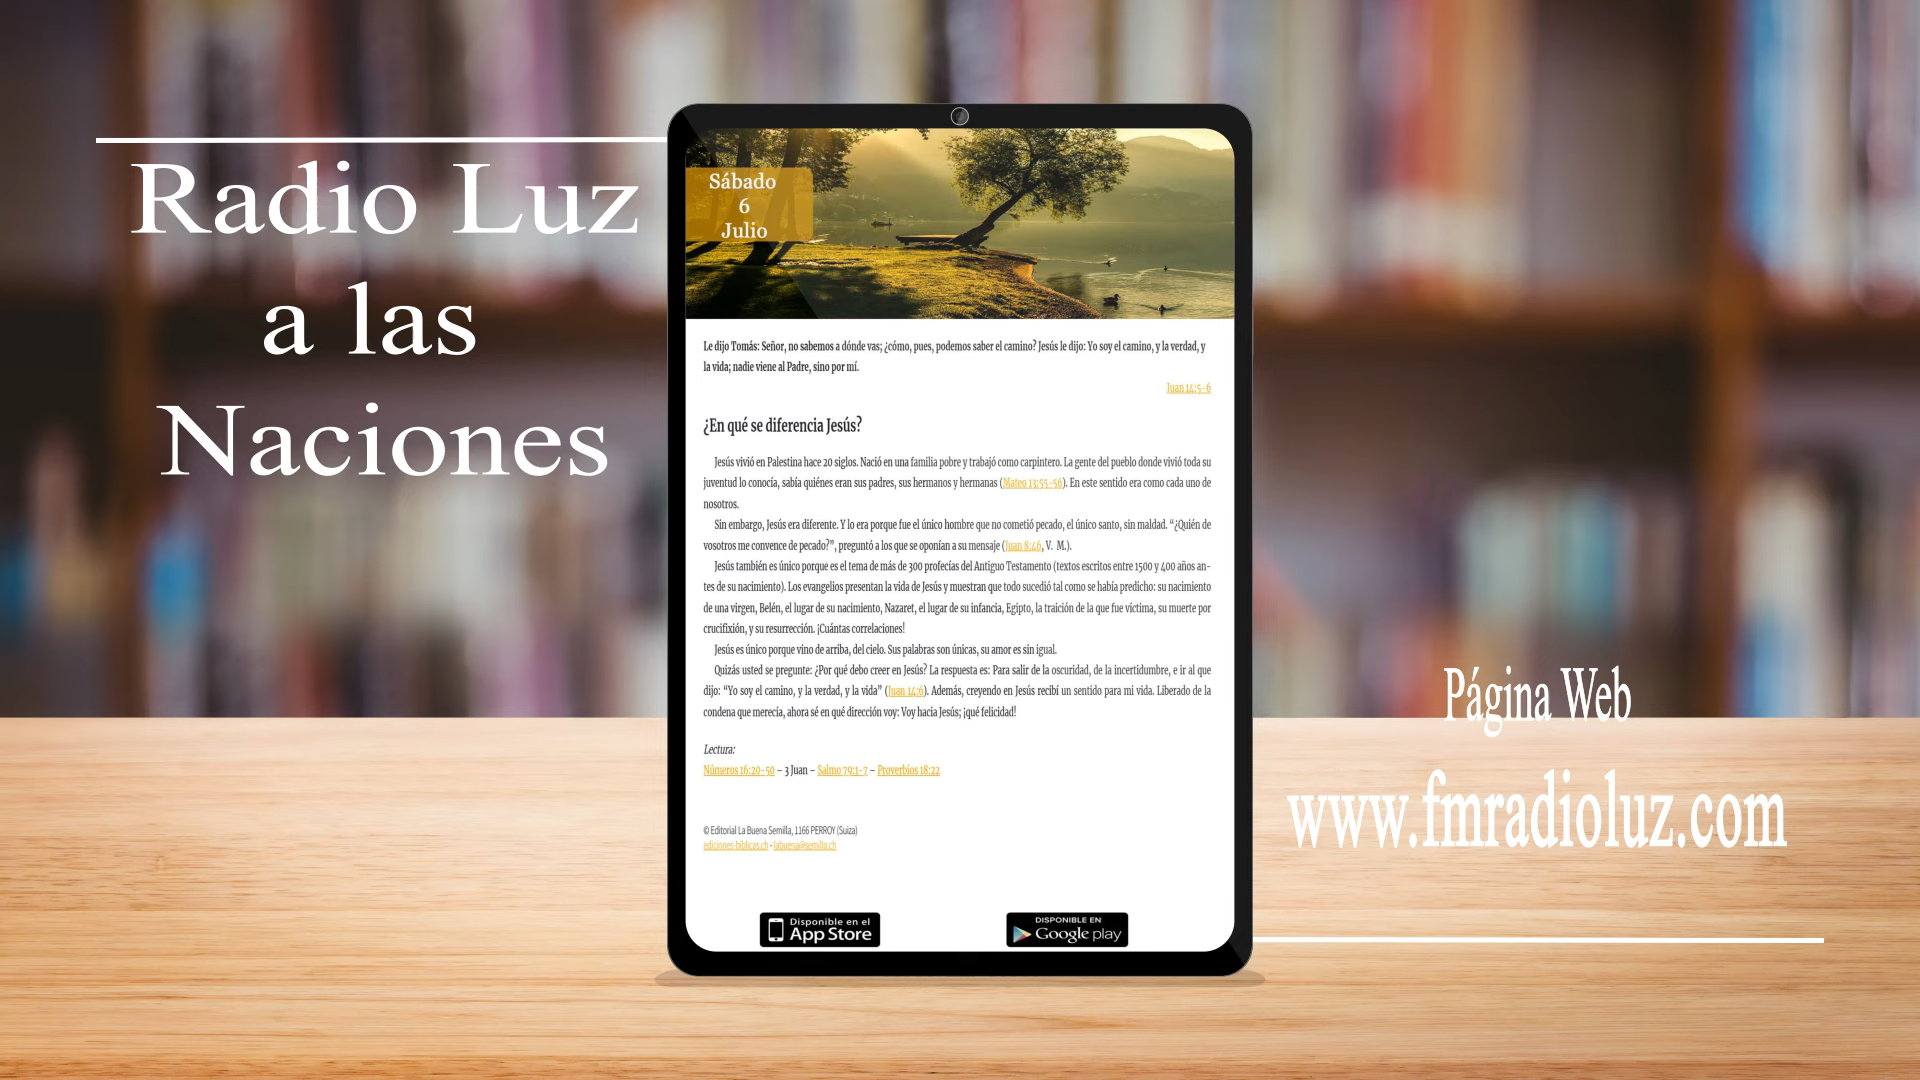 Radio Luz
a las
Naciones
Sábado
6
Julio
Le dijo Tomás: Señor, no sabemos a dónde vas; ¿cómo, pues, podemos saber el camino? Jesús le dijo: Yo soy el camino, y la verdad, y
la vida; nadie viene al Padre, sino por mí.
Juan 14:5-6
¿En qué se diferencia Jesús?
Jesús vivió en Palestina hace 20 siglos. Nació en una familia pobre y trabajó como carpintero. La gente del pueblo donde vivió toda su
juventud lo conocía, sabía quiénes eran sus padres, sus hermanos y hermanas (Mateo 13:55-56). En este sentido era como cada uno de
nosotros.
Sin embargo, Jesús era diferente. Y lo era porque fue el único hombre que no cometió pecado, el único santo, sin maldad. “¿Quién de
vosotros me convence de pecado?”, preguntó a los que se oponían a su mensaje (Juan 8:46, V. M.).
Jesús también es único porque es el tema de más de 300 profecías del Antiguo Testamento (textos escritos entre 1500 y 400 años an-
tes de su nacimiento). Los evangelios presentan la vida de Jesús y muestran que todo sucedió tal como se había predicho: su nacimiento
de una virgen, Belén, el lugar de su nacimiento, Nazaret, el lugar de su infancia, Egipto, la traición de la que fue víctima, su muerte por
crucifixión, y su resurrección. ¡Cuántas correlaciones!
Jesús es único porque vino de arriba, del cielo. Sus palabras son únicas, su amor es sin igual.
Quizás usted se pregunte: ¿Por qué debo creer en Jesús? La respuesta es: Para salir de la oscuridad, de la incertidumbre, e ir al que
dijo: “Yo soy el camino, y la verdad, y la vida” (Juan 14:6). Además, creyendo en Jesús recibí un sentido para mi vida. Liberado de la
condena que merecía, ahora sé en qué dirección voy: Voy hacia Jesús; ¡qué felicidad!
Lectura:
Números 16:20-50 – 3 Juan – Salmo 79:1-7 – Proverbios 18:22
© Editorial La Buena Semilla, 1166 PERROY (Suiza)
ediciones-biblicas.ch - labuena@semilla.ch
Disponible en el
App Store
DISPONIBLE EN
Google play
Página Web
www.fmradioluz.com